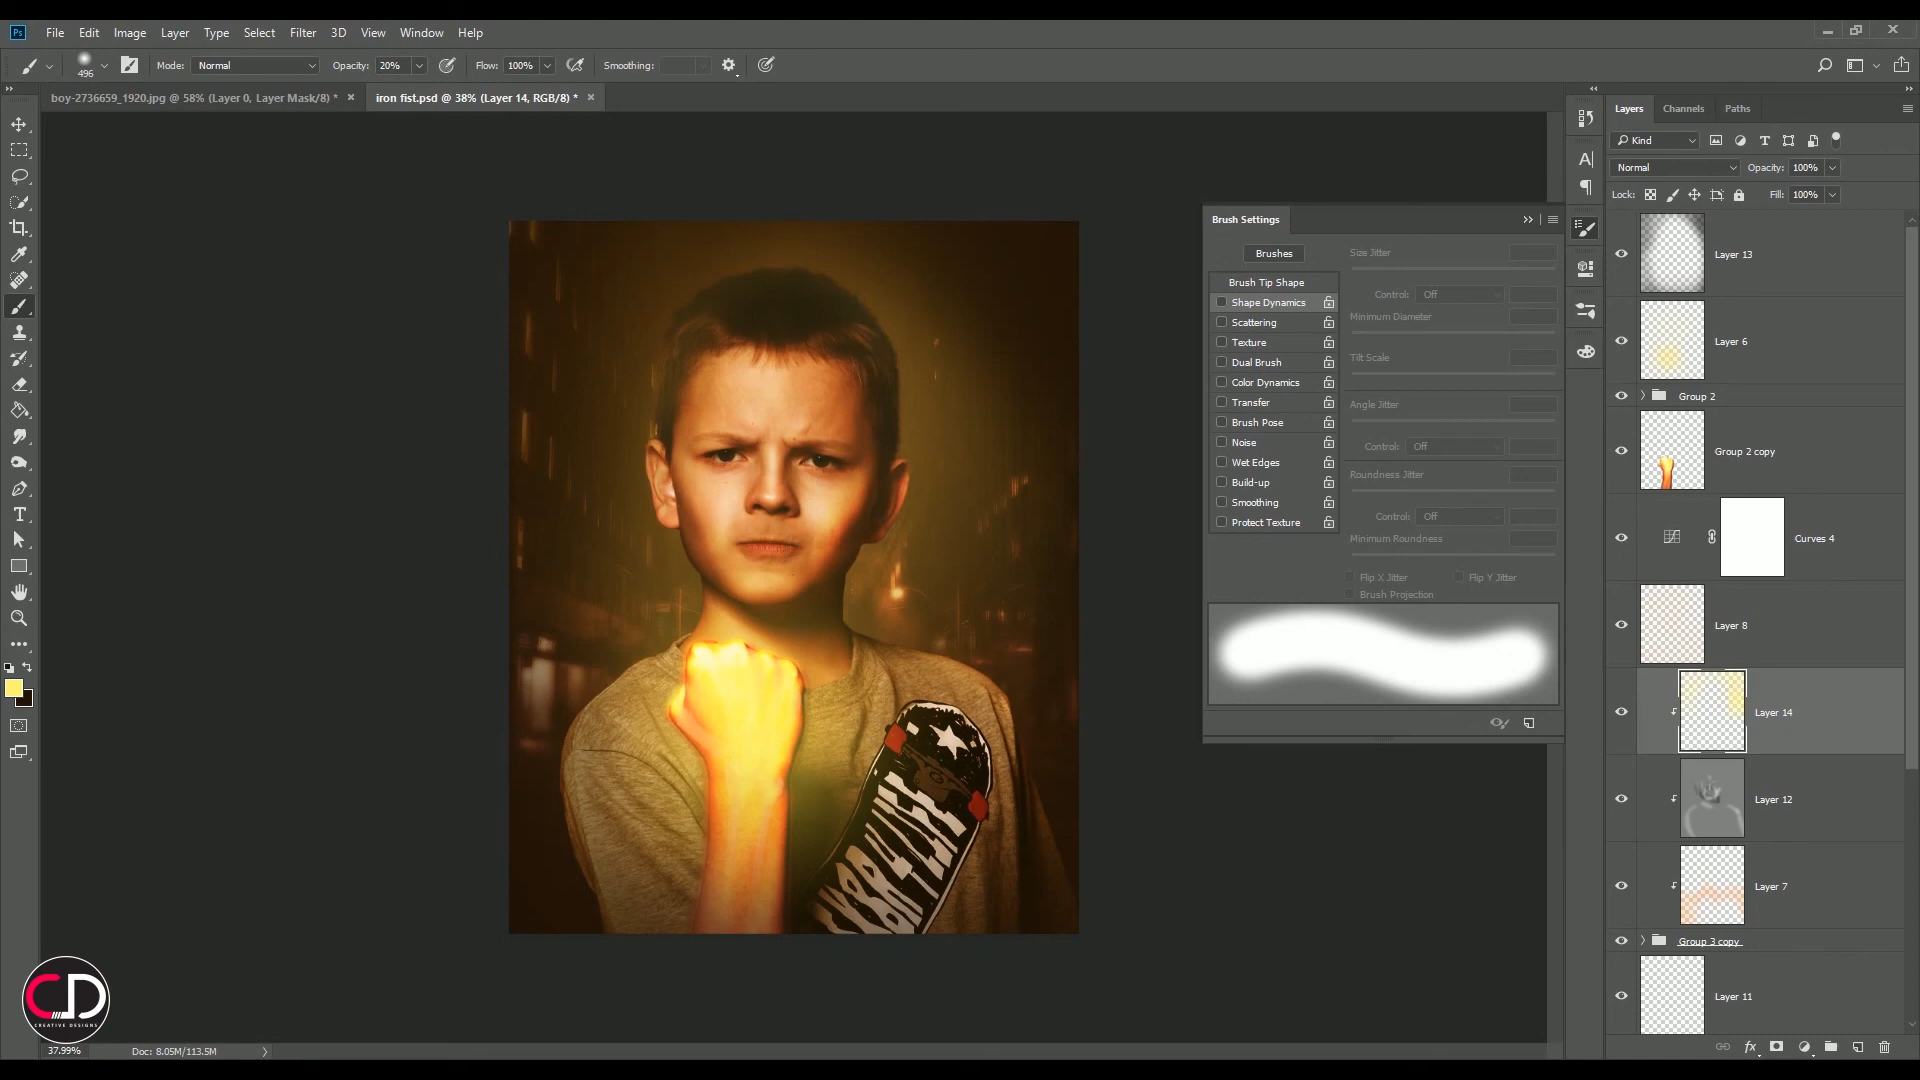 Ps File Edit Image Layer Type Select Filter 3D View Window Help
496 Mode: Normal Opacity: 20% Flow: 100% Smoothing:
boy-2736659_1920.jpg @ 58% (Layer 0, Layer Mask/8) * iron fist.psd @ 38% (Layer 14, RGB/8) *
Layers Channels Paths
Kind
Normal Opacity: 100%
Lock: Fill: 100%
Brush Settings
Brushes
Brush Tip Shape
Shape Dynamics
Scattering
Texture
Dual Brush
Color Dynamics
Transfer
Brush Pose
Noise
Wet Edges
Build-up
Smoothing
Protect Texture
Size Jitter
Control: Off
Minimum Diameter
Tilt Scale
Angle Jitter
Control: Off
Roundness Jitter
Control: Off
Minimum Roundness
Flip X Jitter Flip Y Jitter
Brush Projection
Layer 13
Layer 6
Group 2
Group 2 copy
Curves 4
Layer 8
Layer 14
Layer 12
Layer 7
Group 3 copy
Layer 11
CD
CREATIVE DESIGNS
37.99% Doc: 8.05M/113.5M